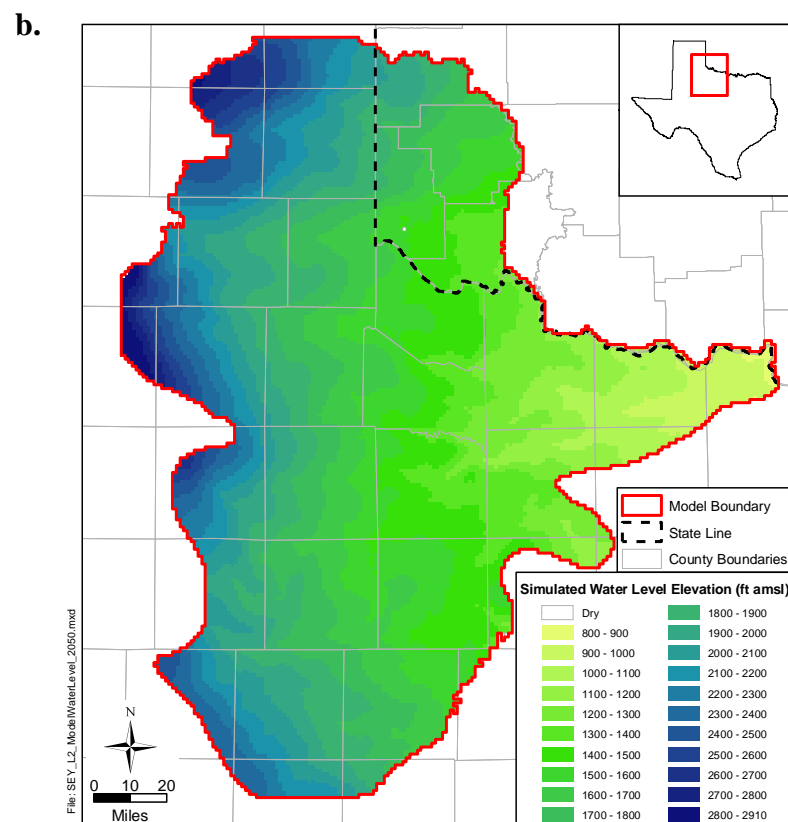 b.
Model Boundary
State Line
County Boundaries
Simulated Water Level Elevation (ft amsl)
Dry
800 - 900
900 - 1000
1000 - 1100
1100 - 1200
1200 - 1300
1300 - 1400
1400 - 1500
1500 - 1600
1600 - 1700
1700 - 1800
1800 - 1900
1900 - 2000
2000 - 2100
2100 - 2200
2200 - 2300
2300 - 2400
2400 - 2500
2500 - 2600
2600 - 2700
2700 - 2800
2800 - 2910
File: SEY_L2_ModelWaterLevel_2050.mxd
N
0 10 20
Miles